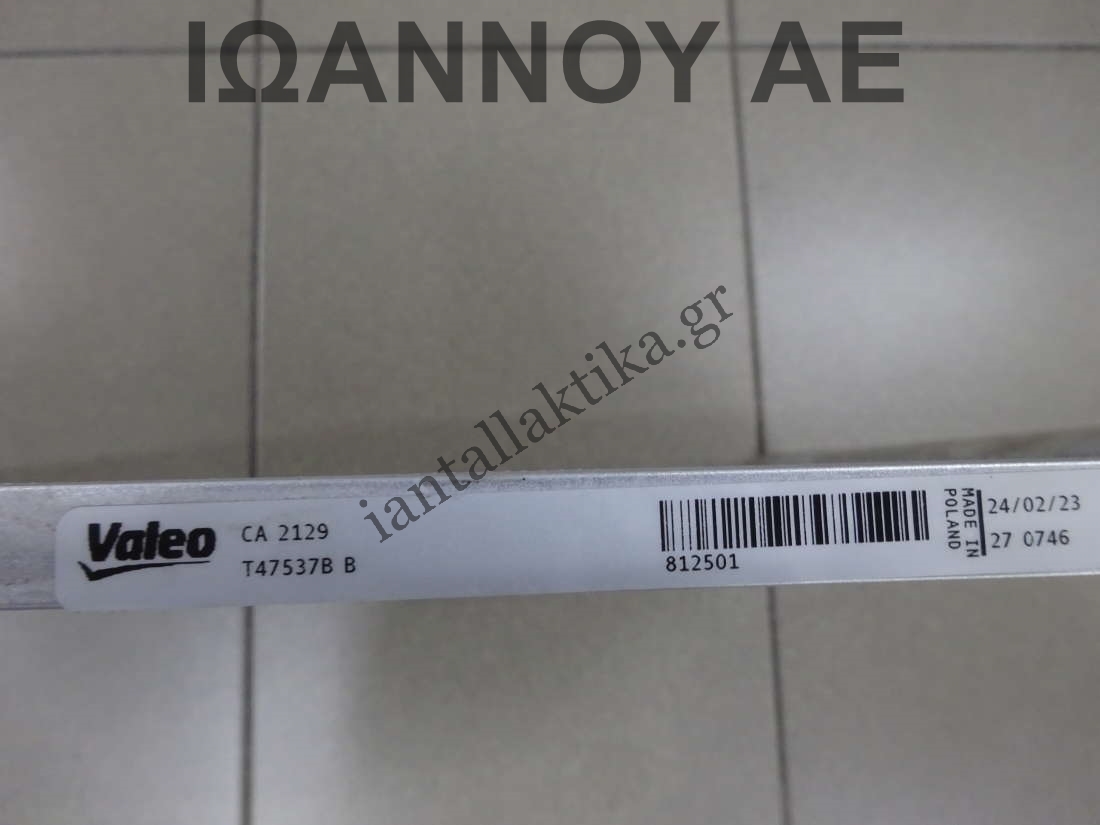 ΙΩΑΝΝΟΥ ΑΕ
iantallaktika.gr
Valeo
CA 2129
T47537B B
812501
MADE IN
POLAND
24/02/23
27 0746